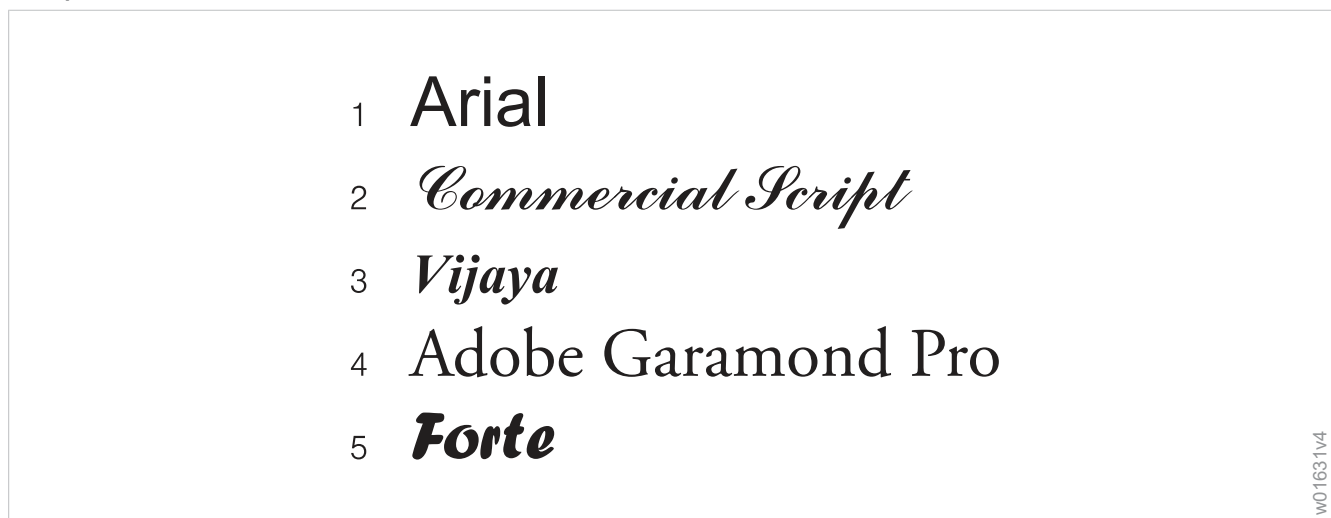 1 Arial
2 Commercial Script
3 Vijaya
4 Adobe Garamond Pro
5 Forte
w01631v4